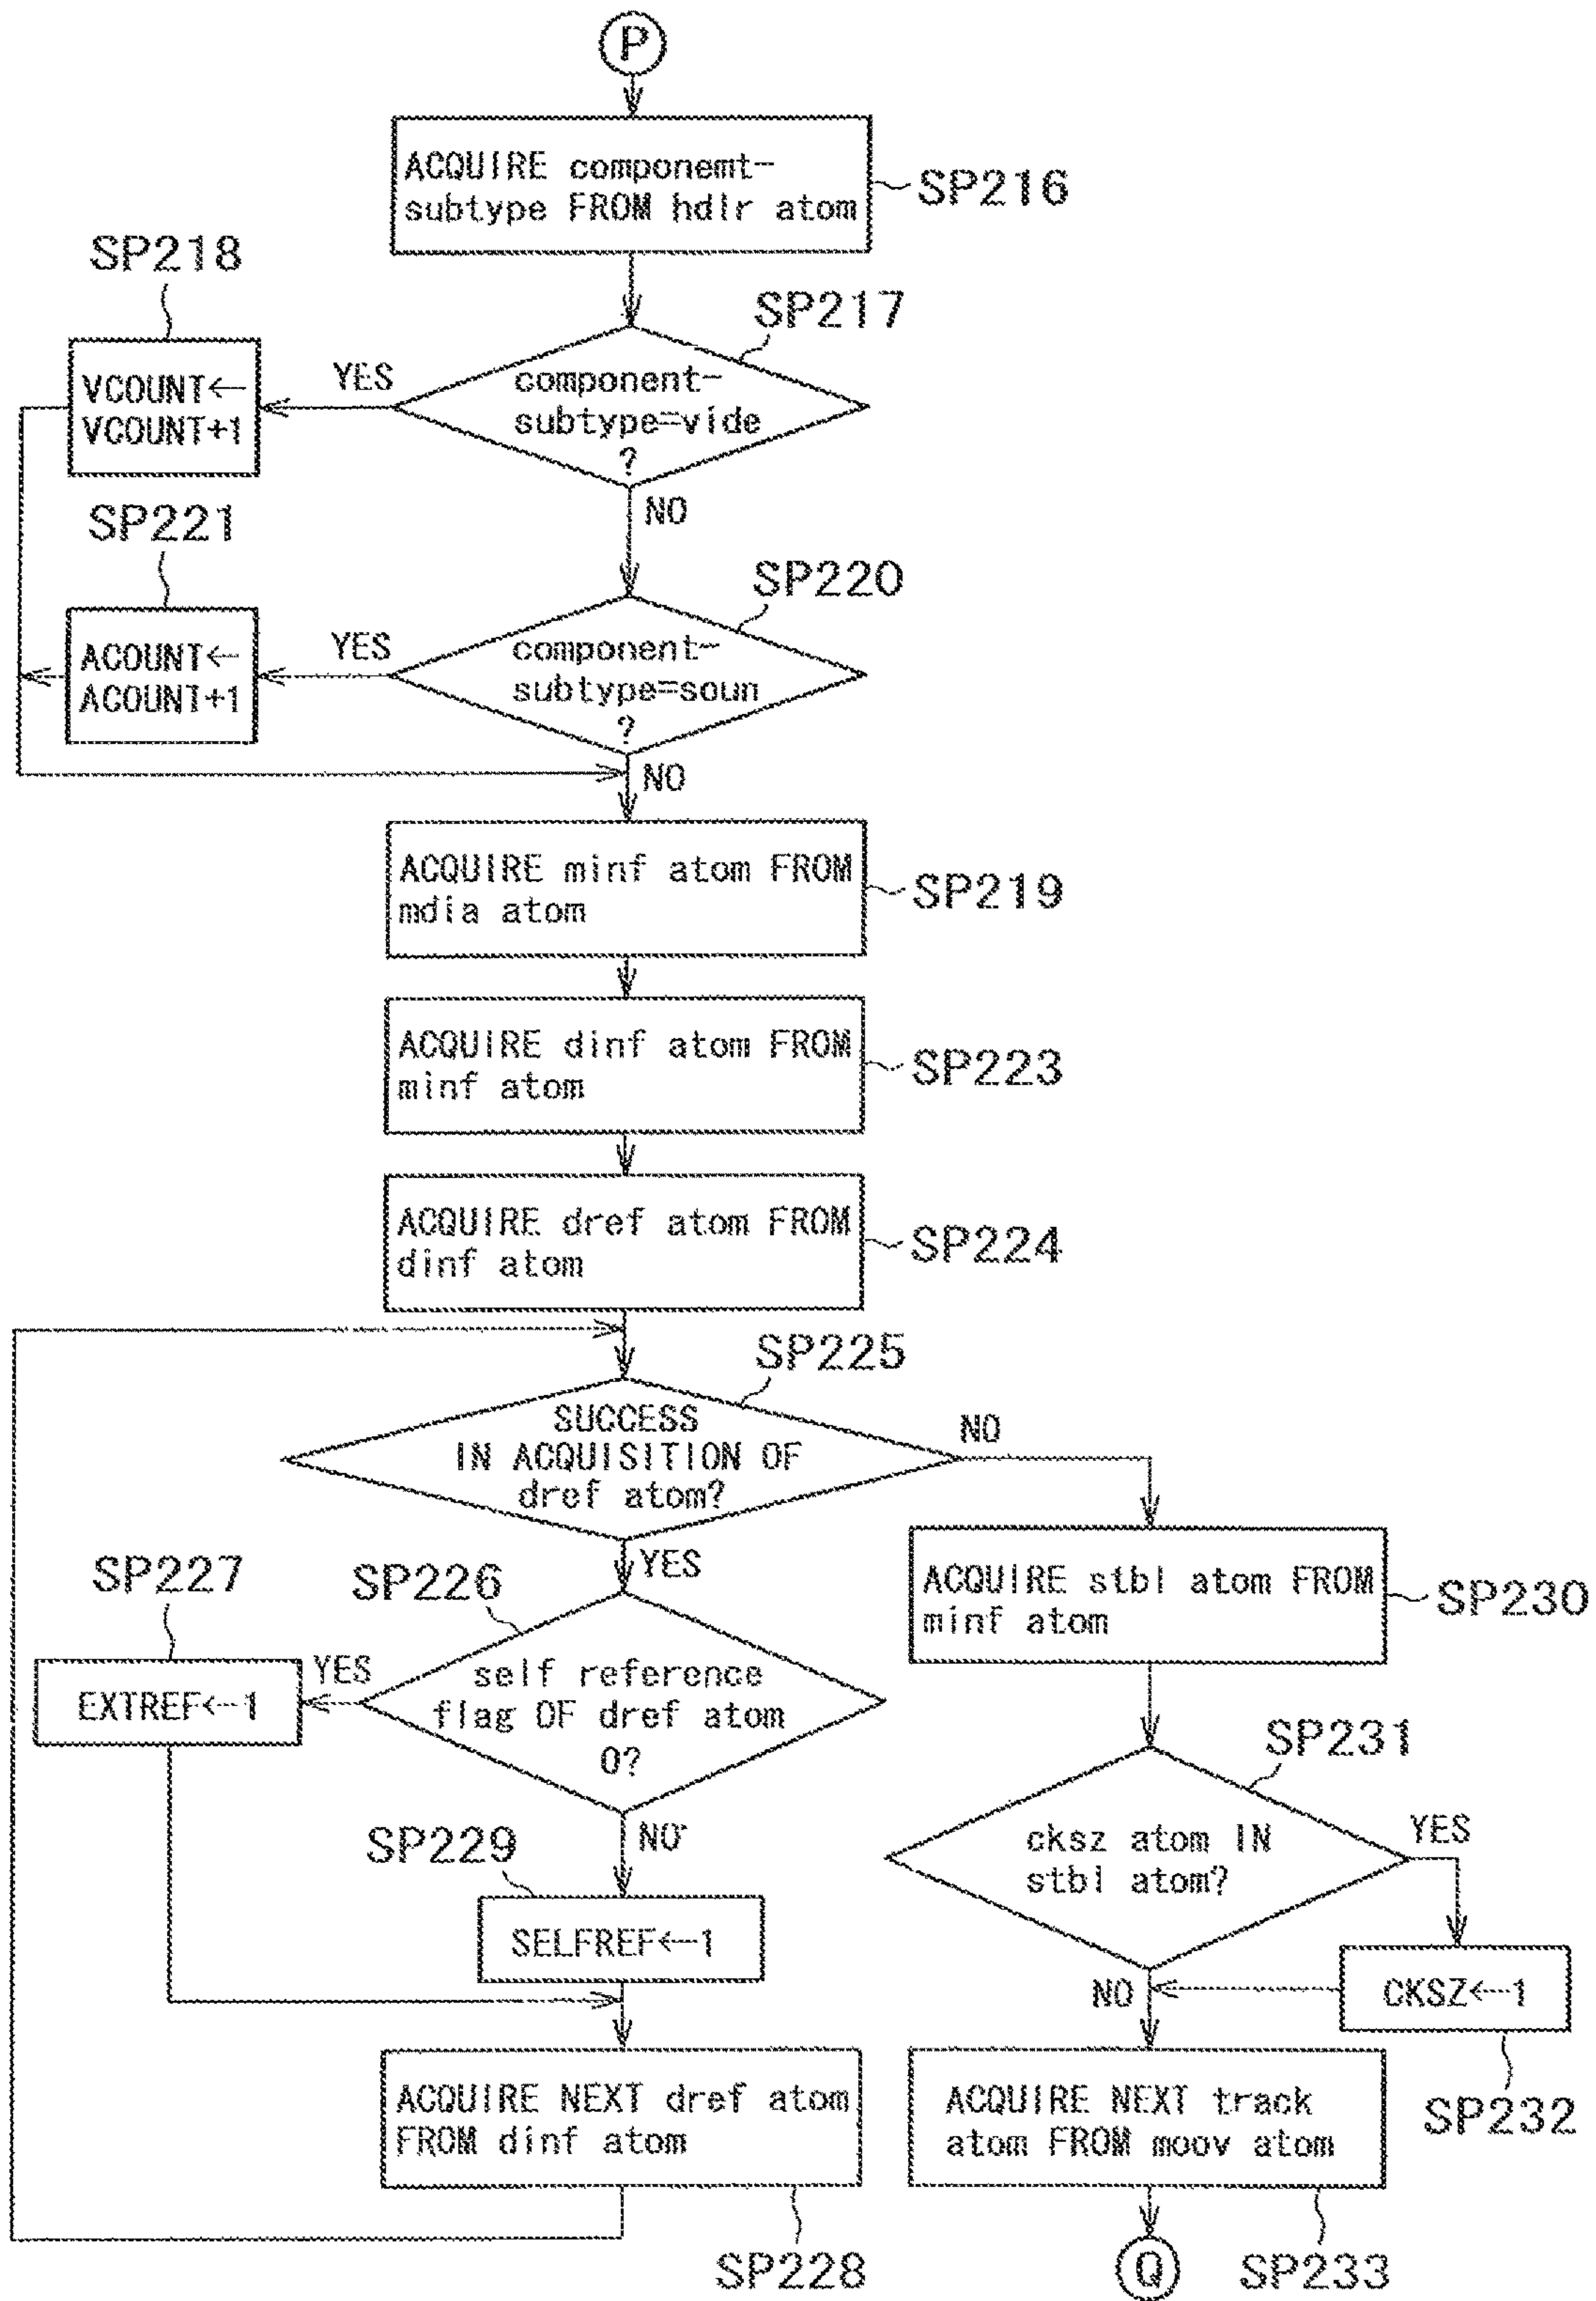 P
ACQUIRE componemt-
subtype FROM hdlr atom
SP216
SP218
SP217
VCOUNT←
VCOUNT+1
YES
component-
subtype=vide
?
NO
SP221
SP220
ACOUNT←
ACOUNT+1
YES
component-
subtype=soun
?
NO
ACQUIRE minf atom FROM
mdia atom
SP219
ACQUIRE dinf atom FROM
minf atom
SP223
ACQUIRE dref atom FROM
dinf atom
SP224
SP225
SUCCESS
IN ACQUISITION OF
dref atom?
NO
YES
SP227
SP226
ACQUIRE stbl atom FROM
minf atom
SP230
EXTREF←1
YES
self reference
flag OF dref atom
0?
SP231
NO
SP229
cksz atom IN
stbl atom?
YES
SELFREF←1
NO
CKSZ←1
ACQUIRE NEXT dref atom
FROM dinf atom
ACQUIRE NEXT track
atom FROM moov atom
SP232
SP228
Q
SP233